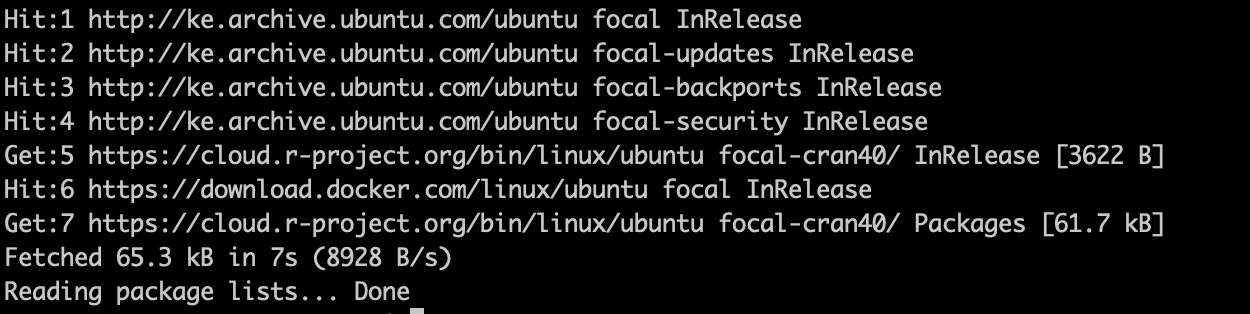 Hit:1 http://ke.archive.ubuntu.com/ubuntu focal InRelease
Hit:2 http://ke.archive.ubuntu.com/ubuntu focal-updates InRelease
Hit:3 http://ke.archive.ubuntu.com/ubuntu focal-backports InRelease
Hit:4 http://ke.archive.ubuntu.com/ubuntu focal-security InRelease
Get:5 https://cloud.r-project.org/bin/linux/ubuntu focal-cran40/ InRelease [3622 B]
Hit:6 https://download.docker.com/linux/ubuntu focal InRelease
Get:7 https://cloud.r-project.org/bin/linux/ubuntu focal-cran40/ Packages [61.7 kB]
Fetched 65.3 kB in 7s (8928 B/s)
Reading package lists... Done